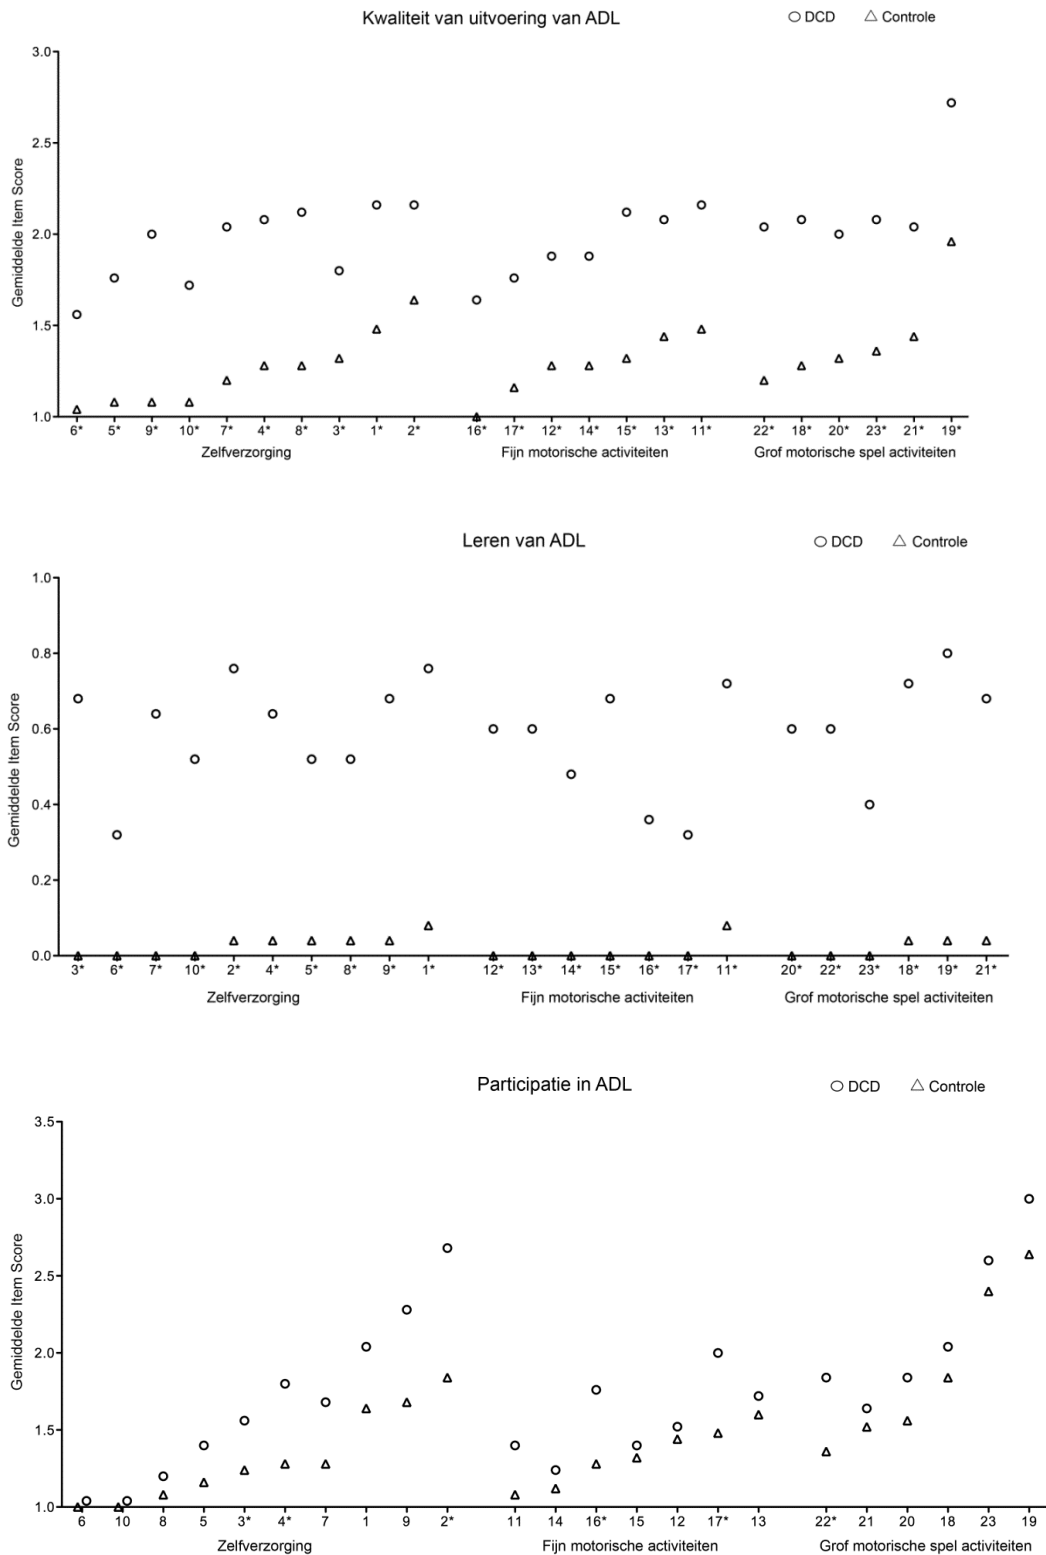 Kwaliteit van uitvoering van ADL
DCD Controle
3.0
2.5
2.0
1.5
1.0
Gemiddelde Item Score
6* 5* 9* 10* 7* 4* 8* 3* 1* 2* 16* 17* 12* 14* 15* 13* 11* 22* 18* 20* 23* 21* 19*
Zelfverzorging Fijn motorische activiteiten Grof motorische spel activiteiten
Leren van ADL
DCD Controle
1.0
0.8
0.6
0.4
0.2
0.0
Gemiddelde Item Score
3* 6* 7* 10* 2* 4* 5* 8* 9* 1* 12* 13* 14* 15* 16* 17* 11* 20* 22* 23* 18* 19* 21*
Zelfverzorging Fijn motorische activiteiten Grof motorische spel activiteiten
Participatie in ADL
DCD Controle
3.5
3.0
2.5
2.0
1.5
1.0
Gemiddelde Item Score
6 10 8 5 3* 4* 7 1 9 2* 11 14 16* 15 12 17* 13 22* 21 20 18 23 19
Zelfverzorging Fijn motorische activiteiten Grof motorische spel activiteiten